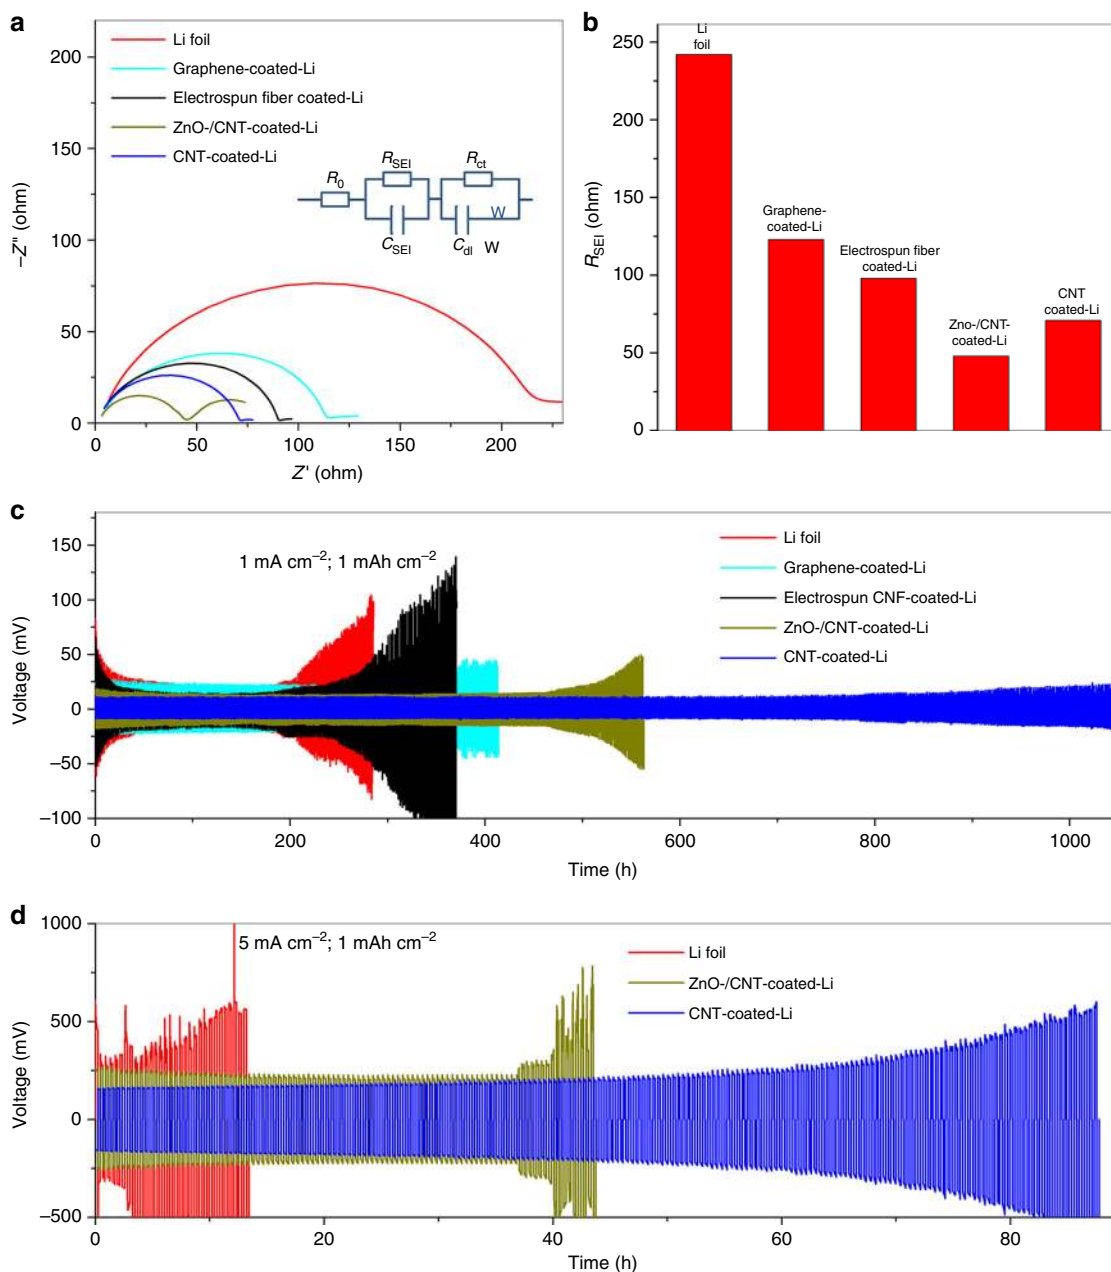 a
−Z″ (ohm)
200
150
100
50
0
Li foil
Graphene-coated-Li
Electrospun fiber coated-Li
ZnO-/CNT-coated-Li
CNT-coated-Li
R0
RSEI
Rct
W
CSEI
Cdl
W
0
50
100
150
200
Z' (ohm)
b
RSEI (ohm)
250
200
150
100
50
0
Li
foil
Graphene-
coated-Li
Electrospun fiber
coated-Li
Zno-/CNT-
coated-Li
CNT
coated-Li
c
Voltage (mV)
150
100
50
0
−50
−100
1 mA cm−2; 1 mAh cm−2
Li foil
Graphene-coated-Li
Electrospun CNF-coated-Li
ZnO-/CNT-coated-Li
CNT-coated-Li
0
200
400
600
800
1000
Time (h)
d
Voltage (mV)
1000
500
0
−500
5 mA cm−2; 1 mAh cm−2
Li foil
ZnO-/CNT-coated-Li
CNT-coated-Li
0
20
40
60
80
Time (h)